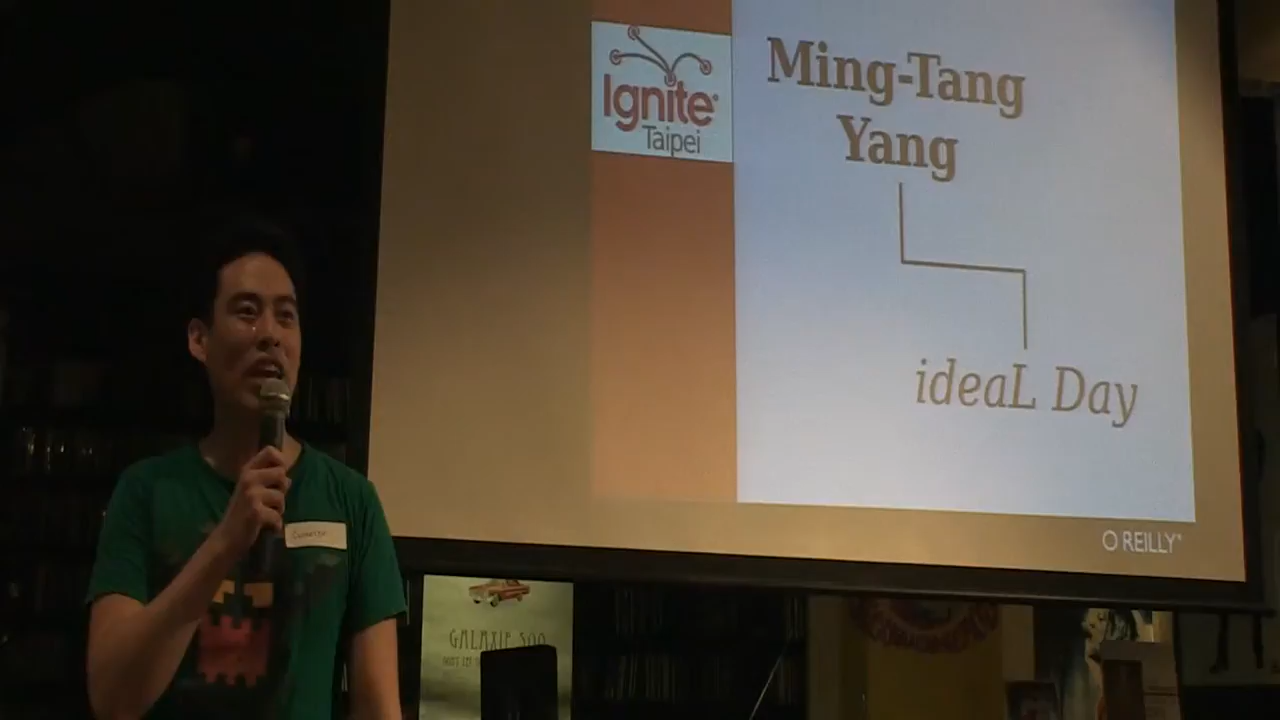 Ignite
Taipei
Ming-Tang
Yang
ideaL Day
O'REILLY
GALAXIE 500